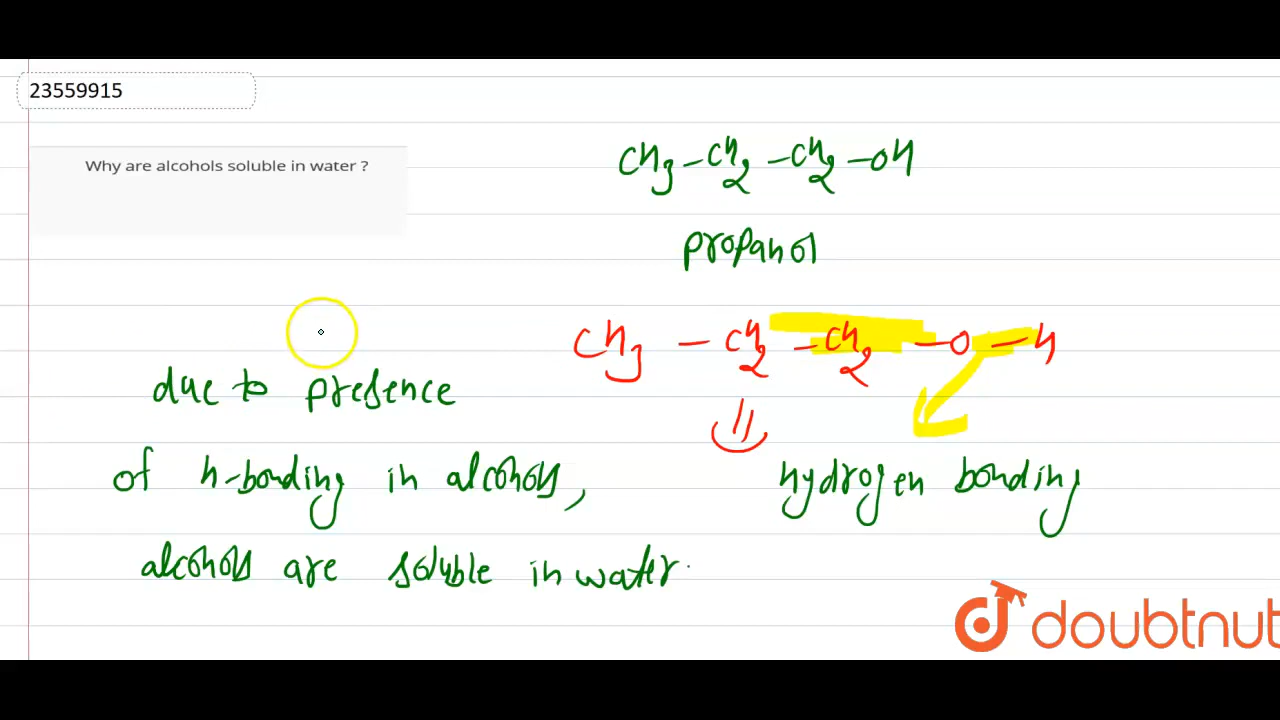 23559915
Why are alcohols soluble in water ?
CH3 - CH2 - CH2 - OH
propanol
CH3 - CH2 - CH2 - O - H
due to presence
of h-bonding in alcohols,
hydrogen bonding
alcohols are soluble in water.
doubtnut